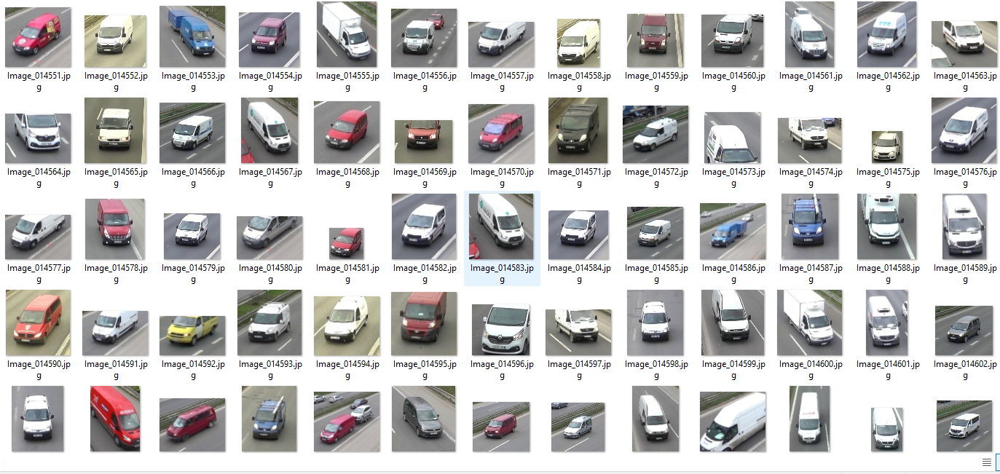 Image_014551.jp Image_014552.jp Image_014553.jp Image_014554.jp Image_014555.jp Image_014556.jp Image_014557.jp Image_014558.jp Image_014559.jp Image_014560.jp Image_014561.jp Image_014562.jp Image_014563.jp
g g g g g g g g g g g g g
Image_014564.jp Image_014565.jp Image_014566.jp Image_014567.jp Image_014568.jp Image_014569.jp Image_014570.jp Image_014571.jp Image_014572.jp Image_014573.jp Image_014574.jp Image_014575.jp Image_014576.jp
g g g g g g g g g g g g g
Image_014577.jp Image_014578.jp Image_014579.jp Image_014580.jp Image_014581.jp Image_014582.jp Image_014583.jp Image_014584.jp Image_014585.jp Image_014586.jp Image_014587.jp Image_014588.jp Image_014589.jp
g g g g g g g g g g g g g
Image_014590.jp Image_014591.jp Image_014592.jp Image_014593.jp Image_014594.jp Image_014595.jp Image_014596.jp Image_014597.jp Image_014598.jp Image_014599.jp Image_014600.jp Image_014601.jp Image_014602.jp
g g g g g g g g g g g g g